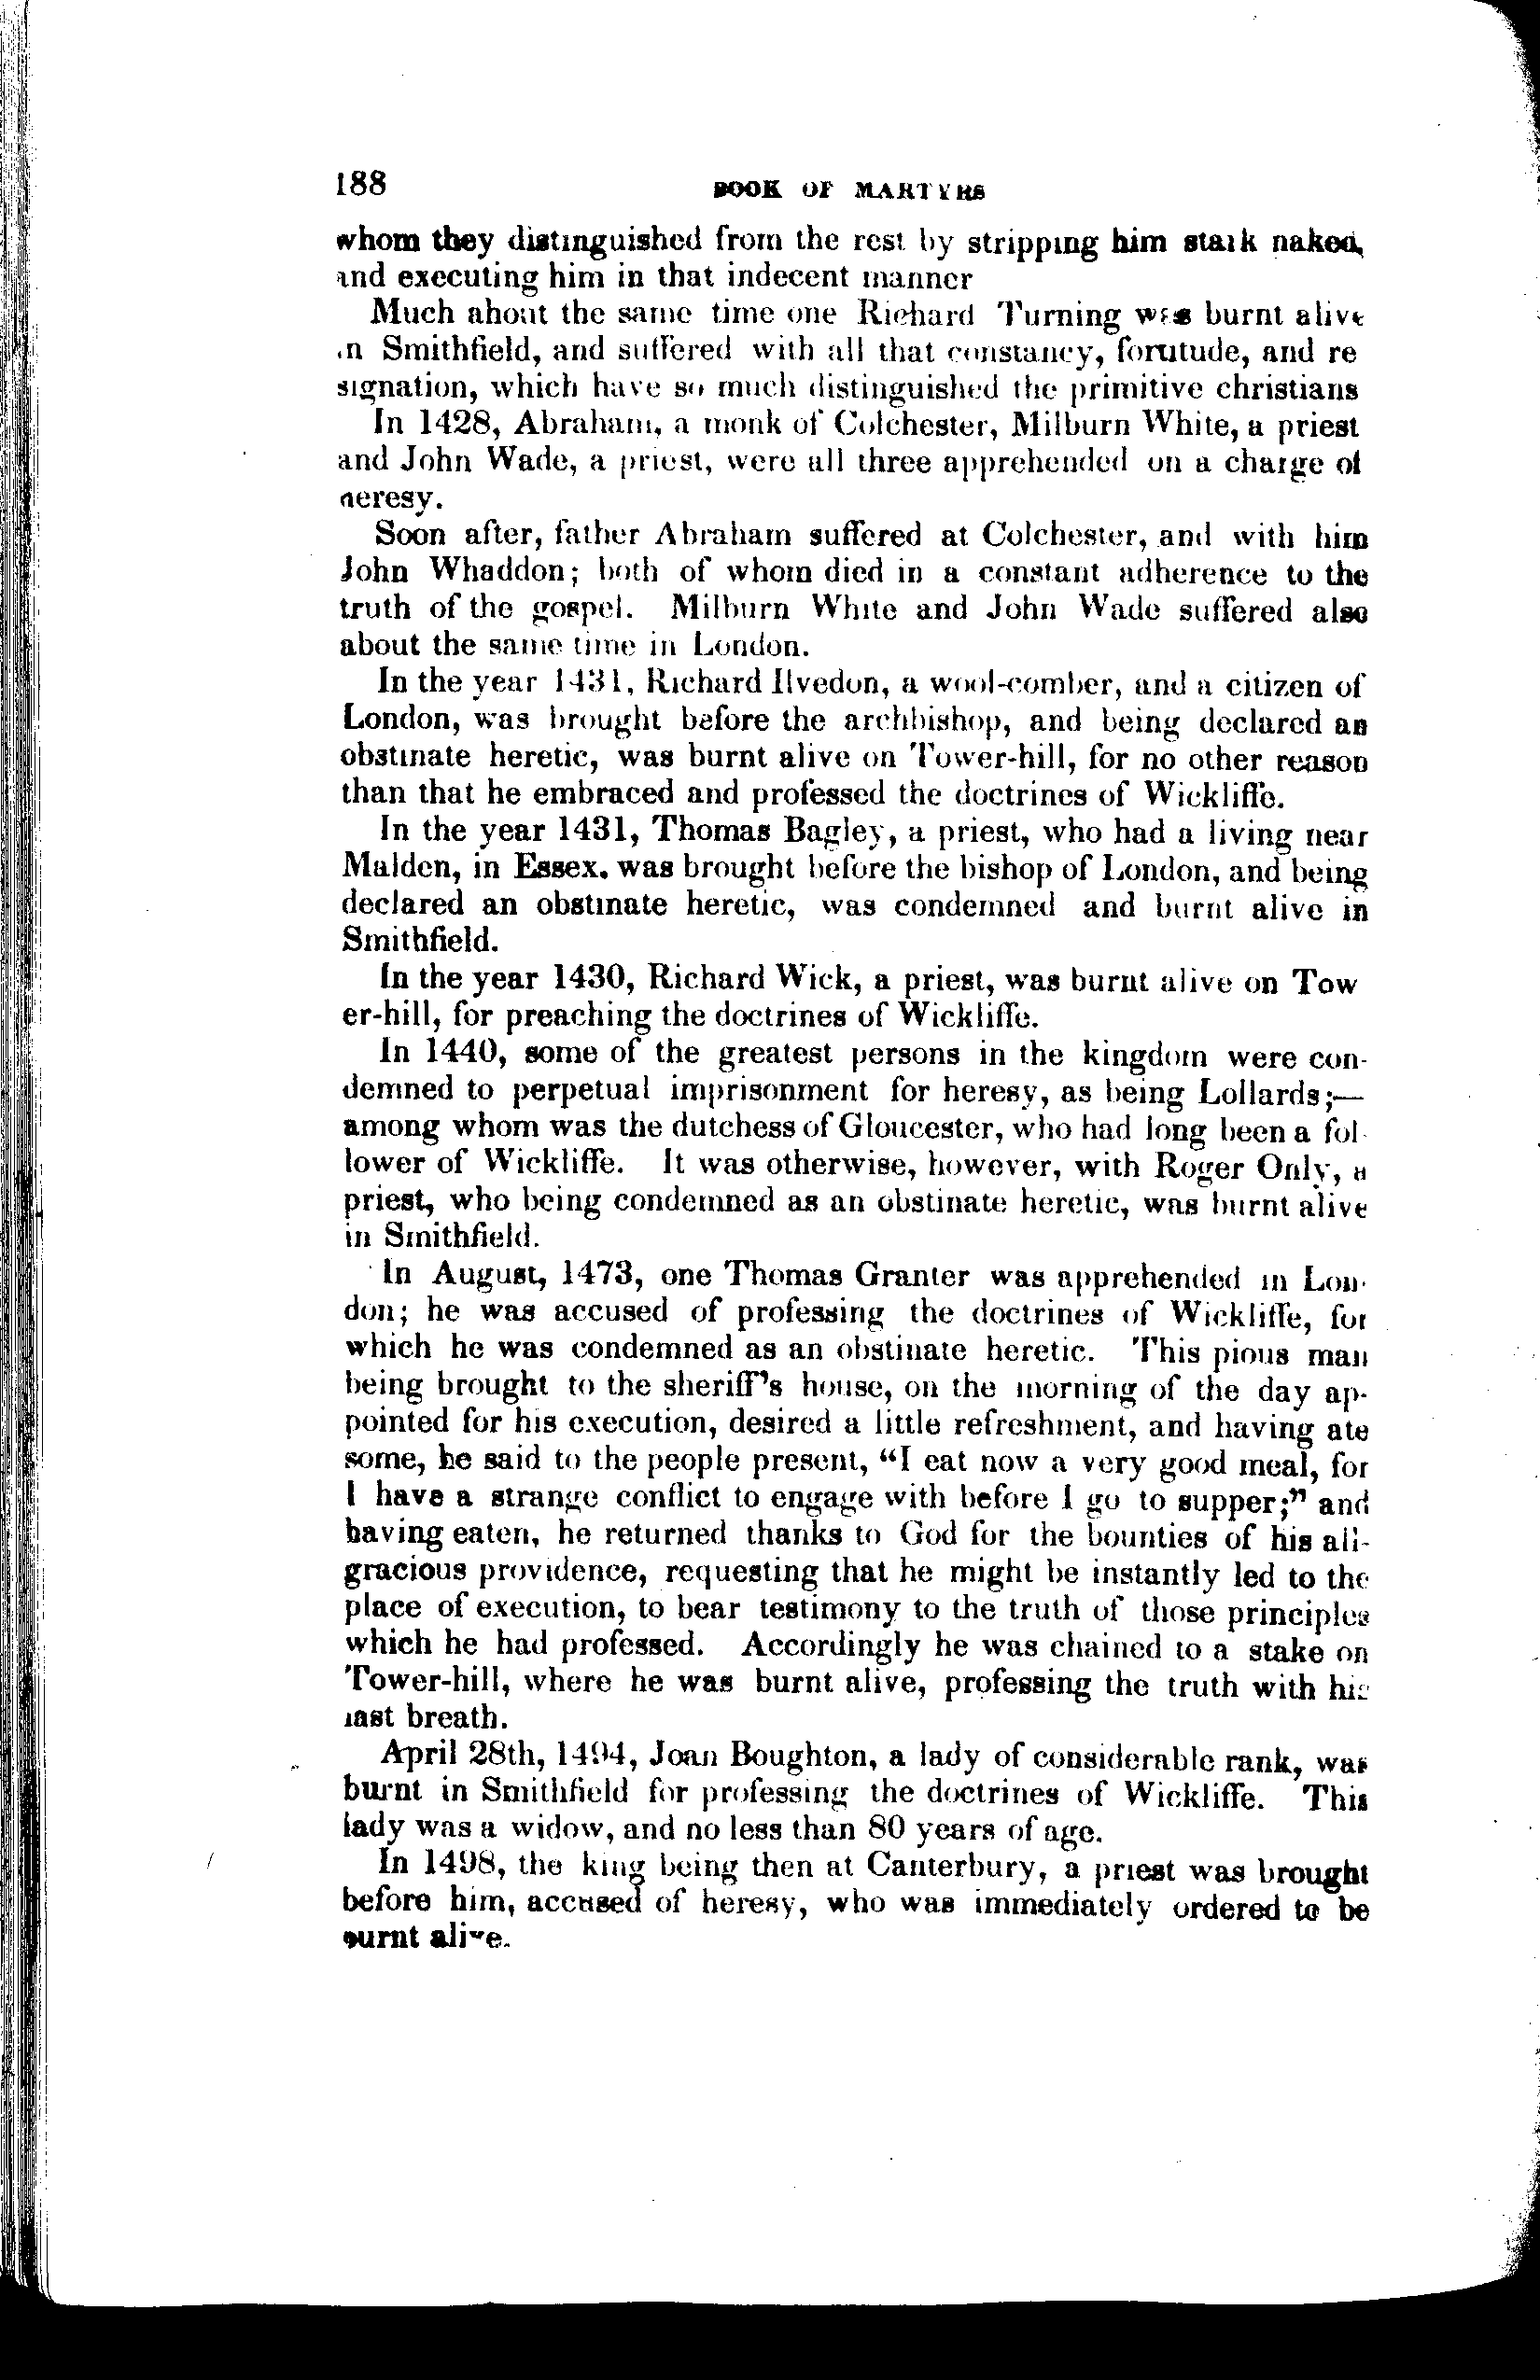 188 BOOK OF MARTYRS
whom they distinguished from the rest by stripping him stark naked,
and executing him in that indecent manner
Much about the same time one Richard Turning was burnt alive
in Smithfield, and suffered with all that constancy, fortitude, and re
signation, which have so much distinguished the primitive christians
In 1428, Abraham, a monk of Colchester, Milburn White, a priest
and John Wade, a priest, were all three apprehended on a charge of
heresy.
Soon after, father Abraham suffered at Colchester, and with him
John Whaddon; both of whom died in a constant adherence to the
truth of the gospel. Milburn White and John Wade suffered also
about the same time in London.
In the year 1431, Richard Ilvedon, a wool-comber, and a citizen of
London, was brought before the archbishop, and being declared an
obstinate heretic, was burnt alive on Tower-hill, for no other reason
than that he embraced and professed the doctrines of Wickliffe.
In the year 1431, Thomas Bagley, a priest, who had a living near
Malden, in Essex, was brought before the bishop of London, and being
declared an obstinate heretic, was condemned and burnt alive in
Smithfield.
In the year 1430, Richard Wick, a priest, was burnt alive on Tow
er-hill, for preaching the doctrines of Wickliffe.
In 1440, some of the greatest persons in the kingdom were con-
demned to perpetual imprisonment for heresy, as being Lollards;—
among whom was the dutchess of Gloucester, who had long been a fol-
lower of Wickliffe. It was otherwise, however, with Roger Only, a
priest, who being condemned as an obstinate heretic, was burnt alive
in Smithfield.
In August, 1473, one Thomas Granter was apprehended in Lon-
don; he was accused of professing the doctrines of Wickliffe, for
which he was condemned as an obstinate heretic. This pious man
being brought to the sheriff's house, on the morning of the day ap-
pointed for his execution, desired a little refreshment, and having ate
some, he said to the people present, "I eat now a very good meal, for
I have a strange conflict to engage with before I go to supper;" and
having eaten, he returned thanks to God for the bounties of his all-
gracious providence, requesting that he might be instantly led to the
place of execution, to bear testimony to the truth of those principles
which he had professed. Accordingly he was chained to a stake on
Tower-hill, where he was burnt alive, professing the truth with his
last breath.
April 28th, 1494, Joan Boughton, a lady of considerable rank, was
burnt in Smithfield for professing the doctrines of Wickliffe. This
lady was a widow, and no less than 80 years of age.
In 1498, the king being then at Canterbury, a priest was brought
before him, accused of heresy, who was immediately ordered to be
burnt alive.